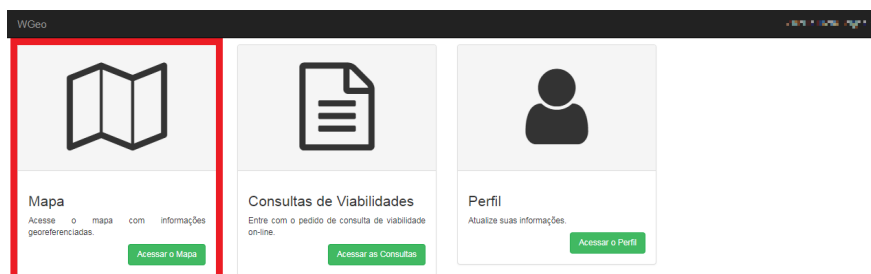 WGeo
Mapa
Acesse o mapa com informações
georeferenciadas.
Acessar o Mapa
Consultas de Viabilidades
Entre com o pedido de consulta de viabilidade
on-line.
Acessar as Consultas
Perfil
Atualize suas informações.
Acessar o Perfil